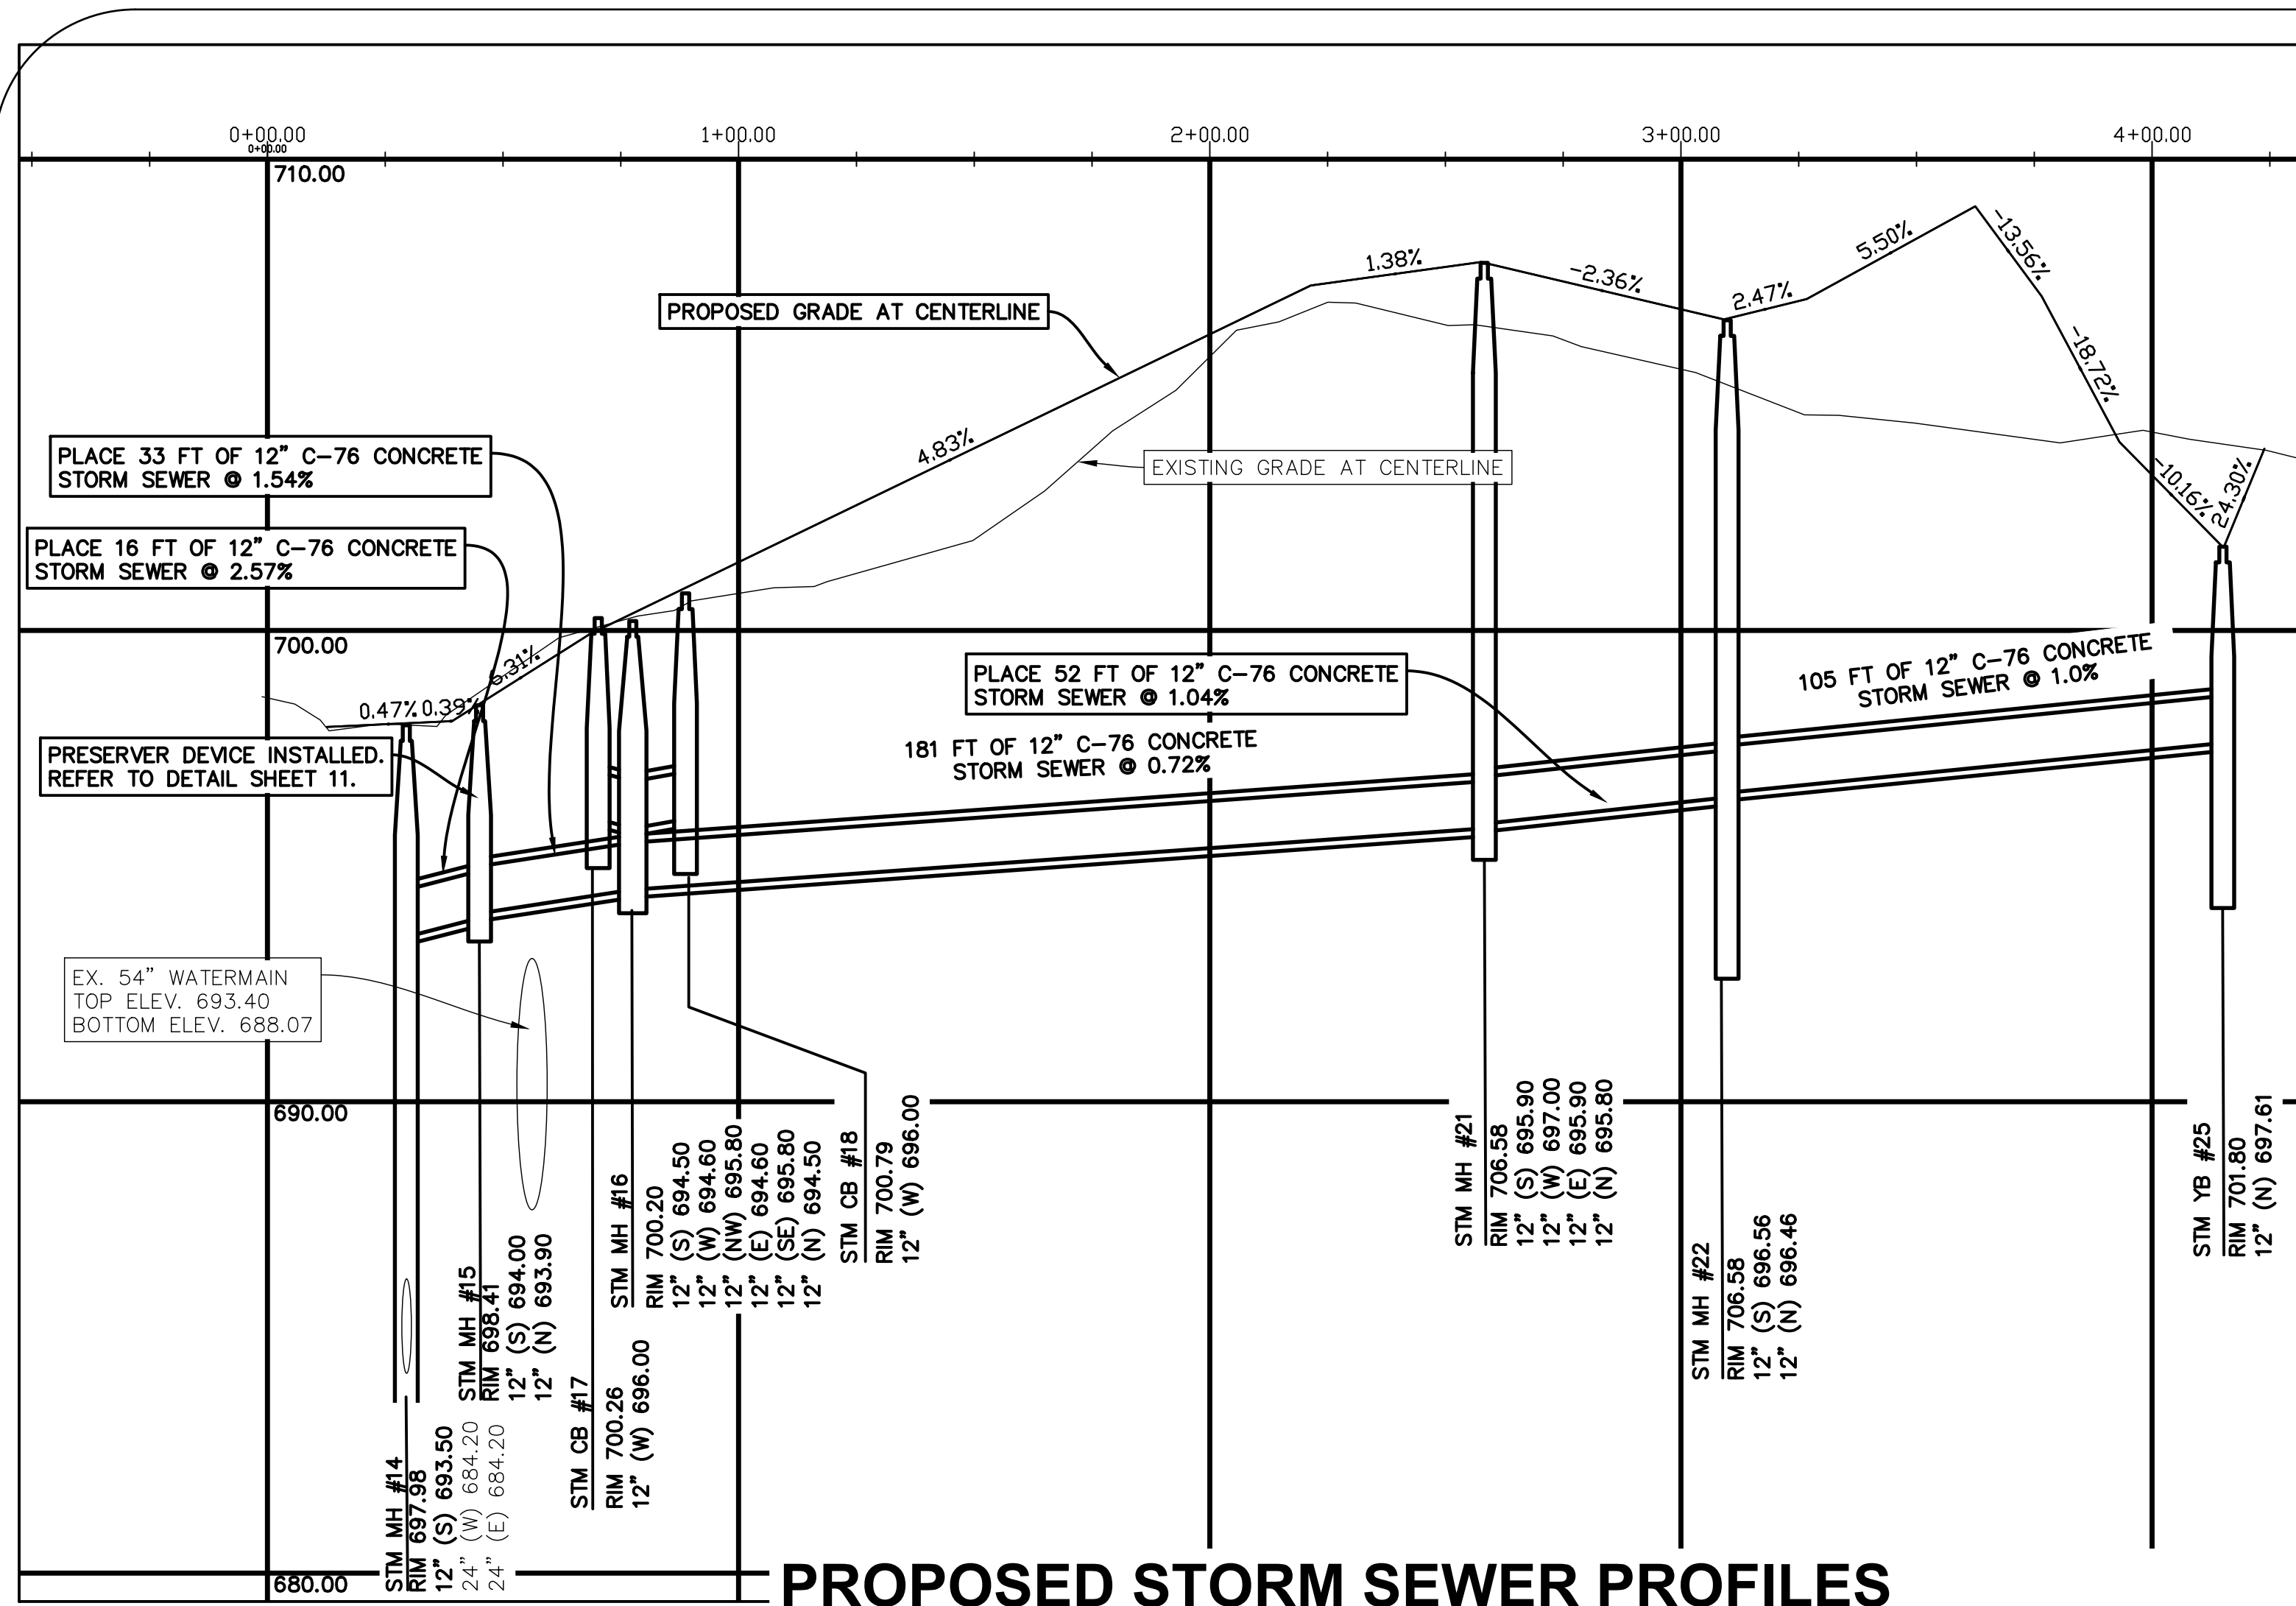 0+00.00
0+00.00
1+00.00
2+00.00
3+00.00
4+00.00
710.00
1.38%
-2.36%
2.47%
5.50%
-13.56%
-18.72%
-10.16%
24.30%
PROPOSED GRADE AT CENTERLINE
4.83%
EXISTING GRADE AT CENTERLINE
PLACE 33 FT OF 12" C-76 CONCRETE
STORM SEWER @ 1.54%
PLACE 16 FT OF 12" C-76 CONCRETE
STORM SEWER @ 2.57%
700.00
0.47%
0.39%
PLACE 52 FT OF 12" C-76 CONCRETE
STORM SEWER @ 1.04%
105 FT OF 12" C-76 CONCRETE
STORM SEWER @ 1.0%
181 FT OF 12" C-76 CONCRETE
STORM SEWER @ 0.72%
PRESERVER DEVICE INSTALLED.
REFER TO DETAIL SHEET 11.
EX. 54" WATERMAIN
TOP ELEV. 693.40
BOTTOM ELEV. 688.07
690.00
STM MH #14
RIM 697.98
12" (S) 693.50
24" (W) 684.20
24" (E) 684.20
STM MH #15
RIM 698.41
12" (S) 694.00
12" (N) 693.90
STM CB #17
RIM 700.26
12" (W) 696.00
STM MH #16
RIM 700.20
12" (S) 694.50
12" (W) 694.60
12" (NW) 695.80
12" (E) 694.60
12" (SE) 695.80
12" (N) 694.50
STM CB #18
RIM 700.79
12" (W) 696.00
STM MH #21
RIM 706.58
12" (S) 695.90
12" (W) 697.00
12" (E) 695.90
12" (N) 695.80
STM MH #22
RIM 706.58
12" (S) 696.56
12" (N) 696.46
STM YB #25
RIM 701.80
12" (N) 697.61
680.00
PROPOSED STORM SEWER PROFILES